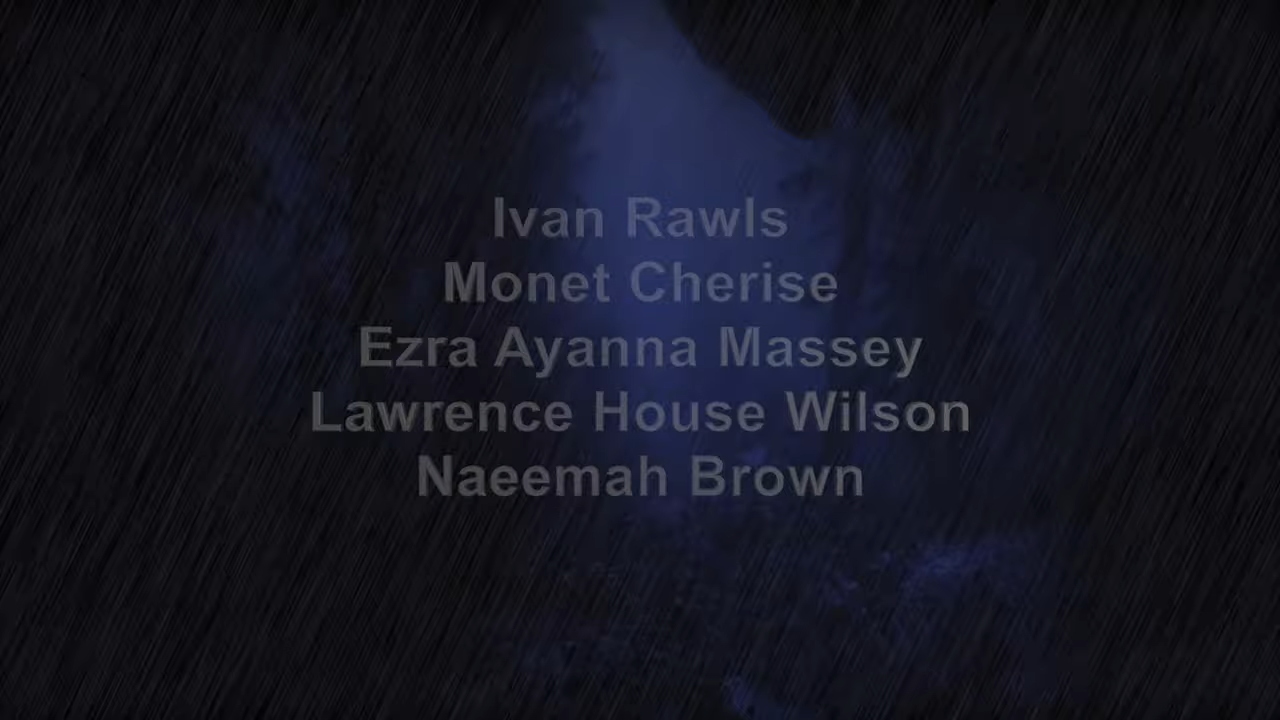 Ivan Rawls
Monet Cherise
Ezra Ayanna Massey
Lawrence House Wilson
Naeemah Brown